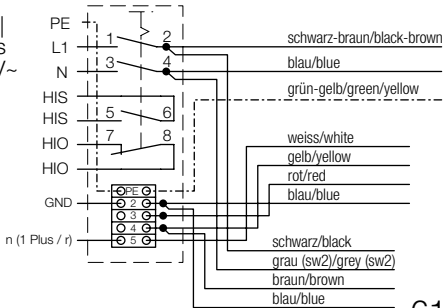 PE
L1
N
HIS
HIS
HIO
HIO
GND
n (1 Plus / r)
1 2
3 4
5 6
7 8
PE
2
3
4
5
schwarz-braun/black-brown
blau/blue
grün-gelb/green/yellow
weiss/white
gelb/yellow
rot/red
blau/blue
schwarz/black
grau (sw2)/grey (sw2)
braun/brown
blau/blue